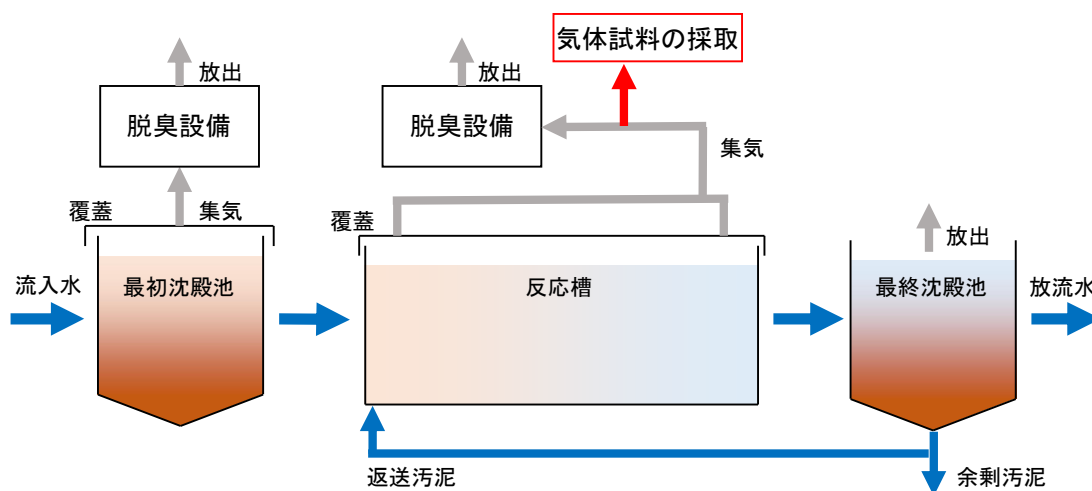 気体試料の採取
放出
放出
脱臭設備
脱臭設備
集気
覆蓋
集気
覆蓋
放出
流入水
最初沈殿池
反応槽
最終沈殿池
放流水
返送汚泥
余剰汚泥